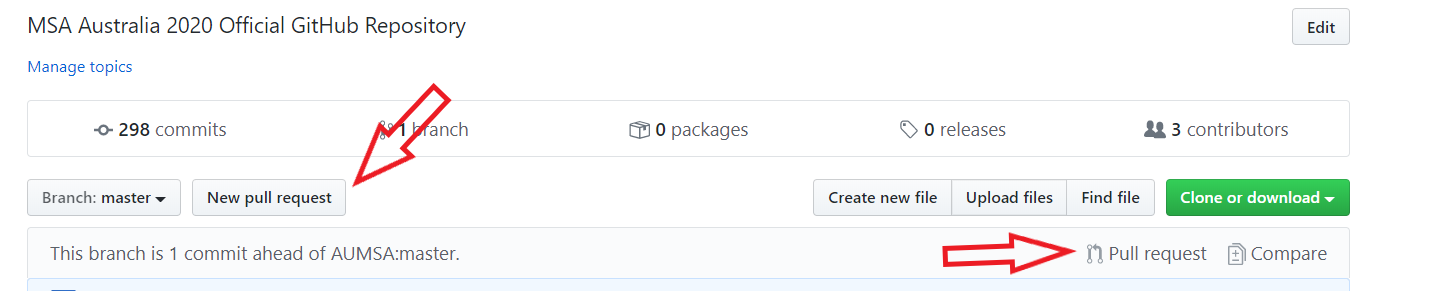 MSA Australia 2020 Official GitHub Repository
Edit
Manage topics
298 commits 1 branch 0 packages 0 releases 3 contributors
Branch: master New pull request Create new file Upload files Find file Clone or download
This branch is 1 commit ahead of AUMSA:master. Pull request Compare